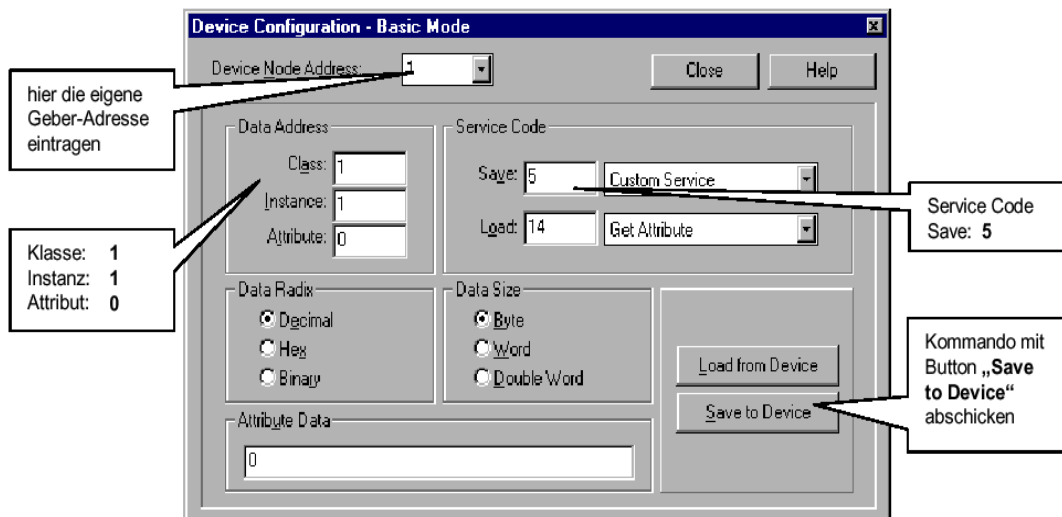 Device Configuration - Basic Mode
Device Node Address: 1
Close
Help
hier die eigene
Geber-Adresse
eintragen
Data Address
Class: 1
Instance: 1
Attribute: 0
Service Code
Save: 5 Custom Service
Load: 14 Get Attribute
Service Code
Save: 5
Klasse: 1
Instanz: 1
Attribut: 0
Data Radix
Decimal
Hex
Binary
Data Size
Byte
Word
Double Word
Load from Device
Save to Device
Kommando mit
Button „Save
to Device“
abschicken
Attribute Data
0